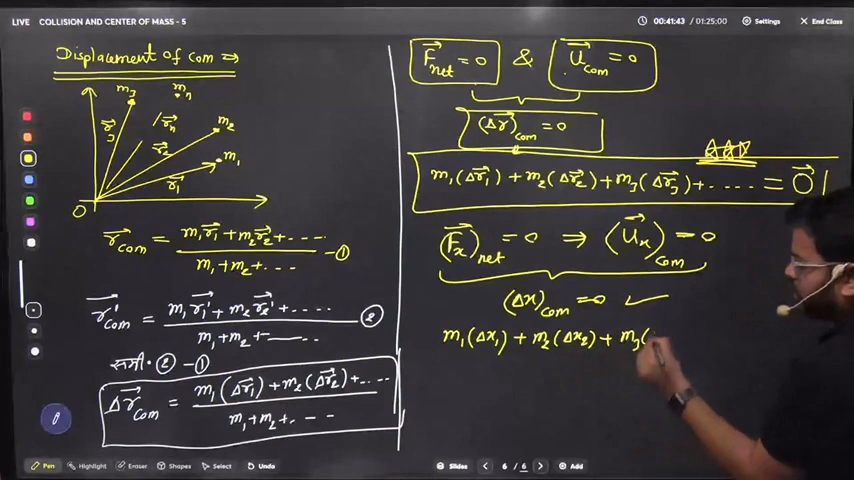 LIVE COLLISION AND CENTER OF MASS - 5
00:41:43 01:25:00 Settings End Class
Displacement of com ⇒
m₃ mₙ
r⃗₃ r⃗ₙ m₂
r⃗₂ m₁
r⃗₁
O
r⃗com = (m₁r⃗₁ + m₂r⃗₂ + ....) / (m₁ + m₂ + ...) —①
r⃗'com = (m₁r⃗₁' + m₂r⃗₂' + .....) / (m₁ + m₂ + ......) ②
समी. ② - ①
Δr⃗com = (m₁(Δr⃗₁) + m₂(Δr⃗₂) + .....) / (m₁ + m₂ + .. - -)
F⃗net = 0 & U⃗com = 0
(Δr⃗)com = 0
m₁(Δr⃗₁) + m₂(Δr⃗₂) + m₃(Δr⃗₃) + ..... = 0⃗
(F⃗x)net = 0 ⇒ (U⃗x)com = 0
(Δx)com = 0 ✓
m₁(Δx₁) + m₂(Δx₂) + m₃(
Pen Highlight Eraser Shapes Select Undo Slides 6 / 6 Add